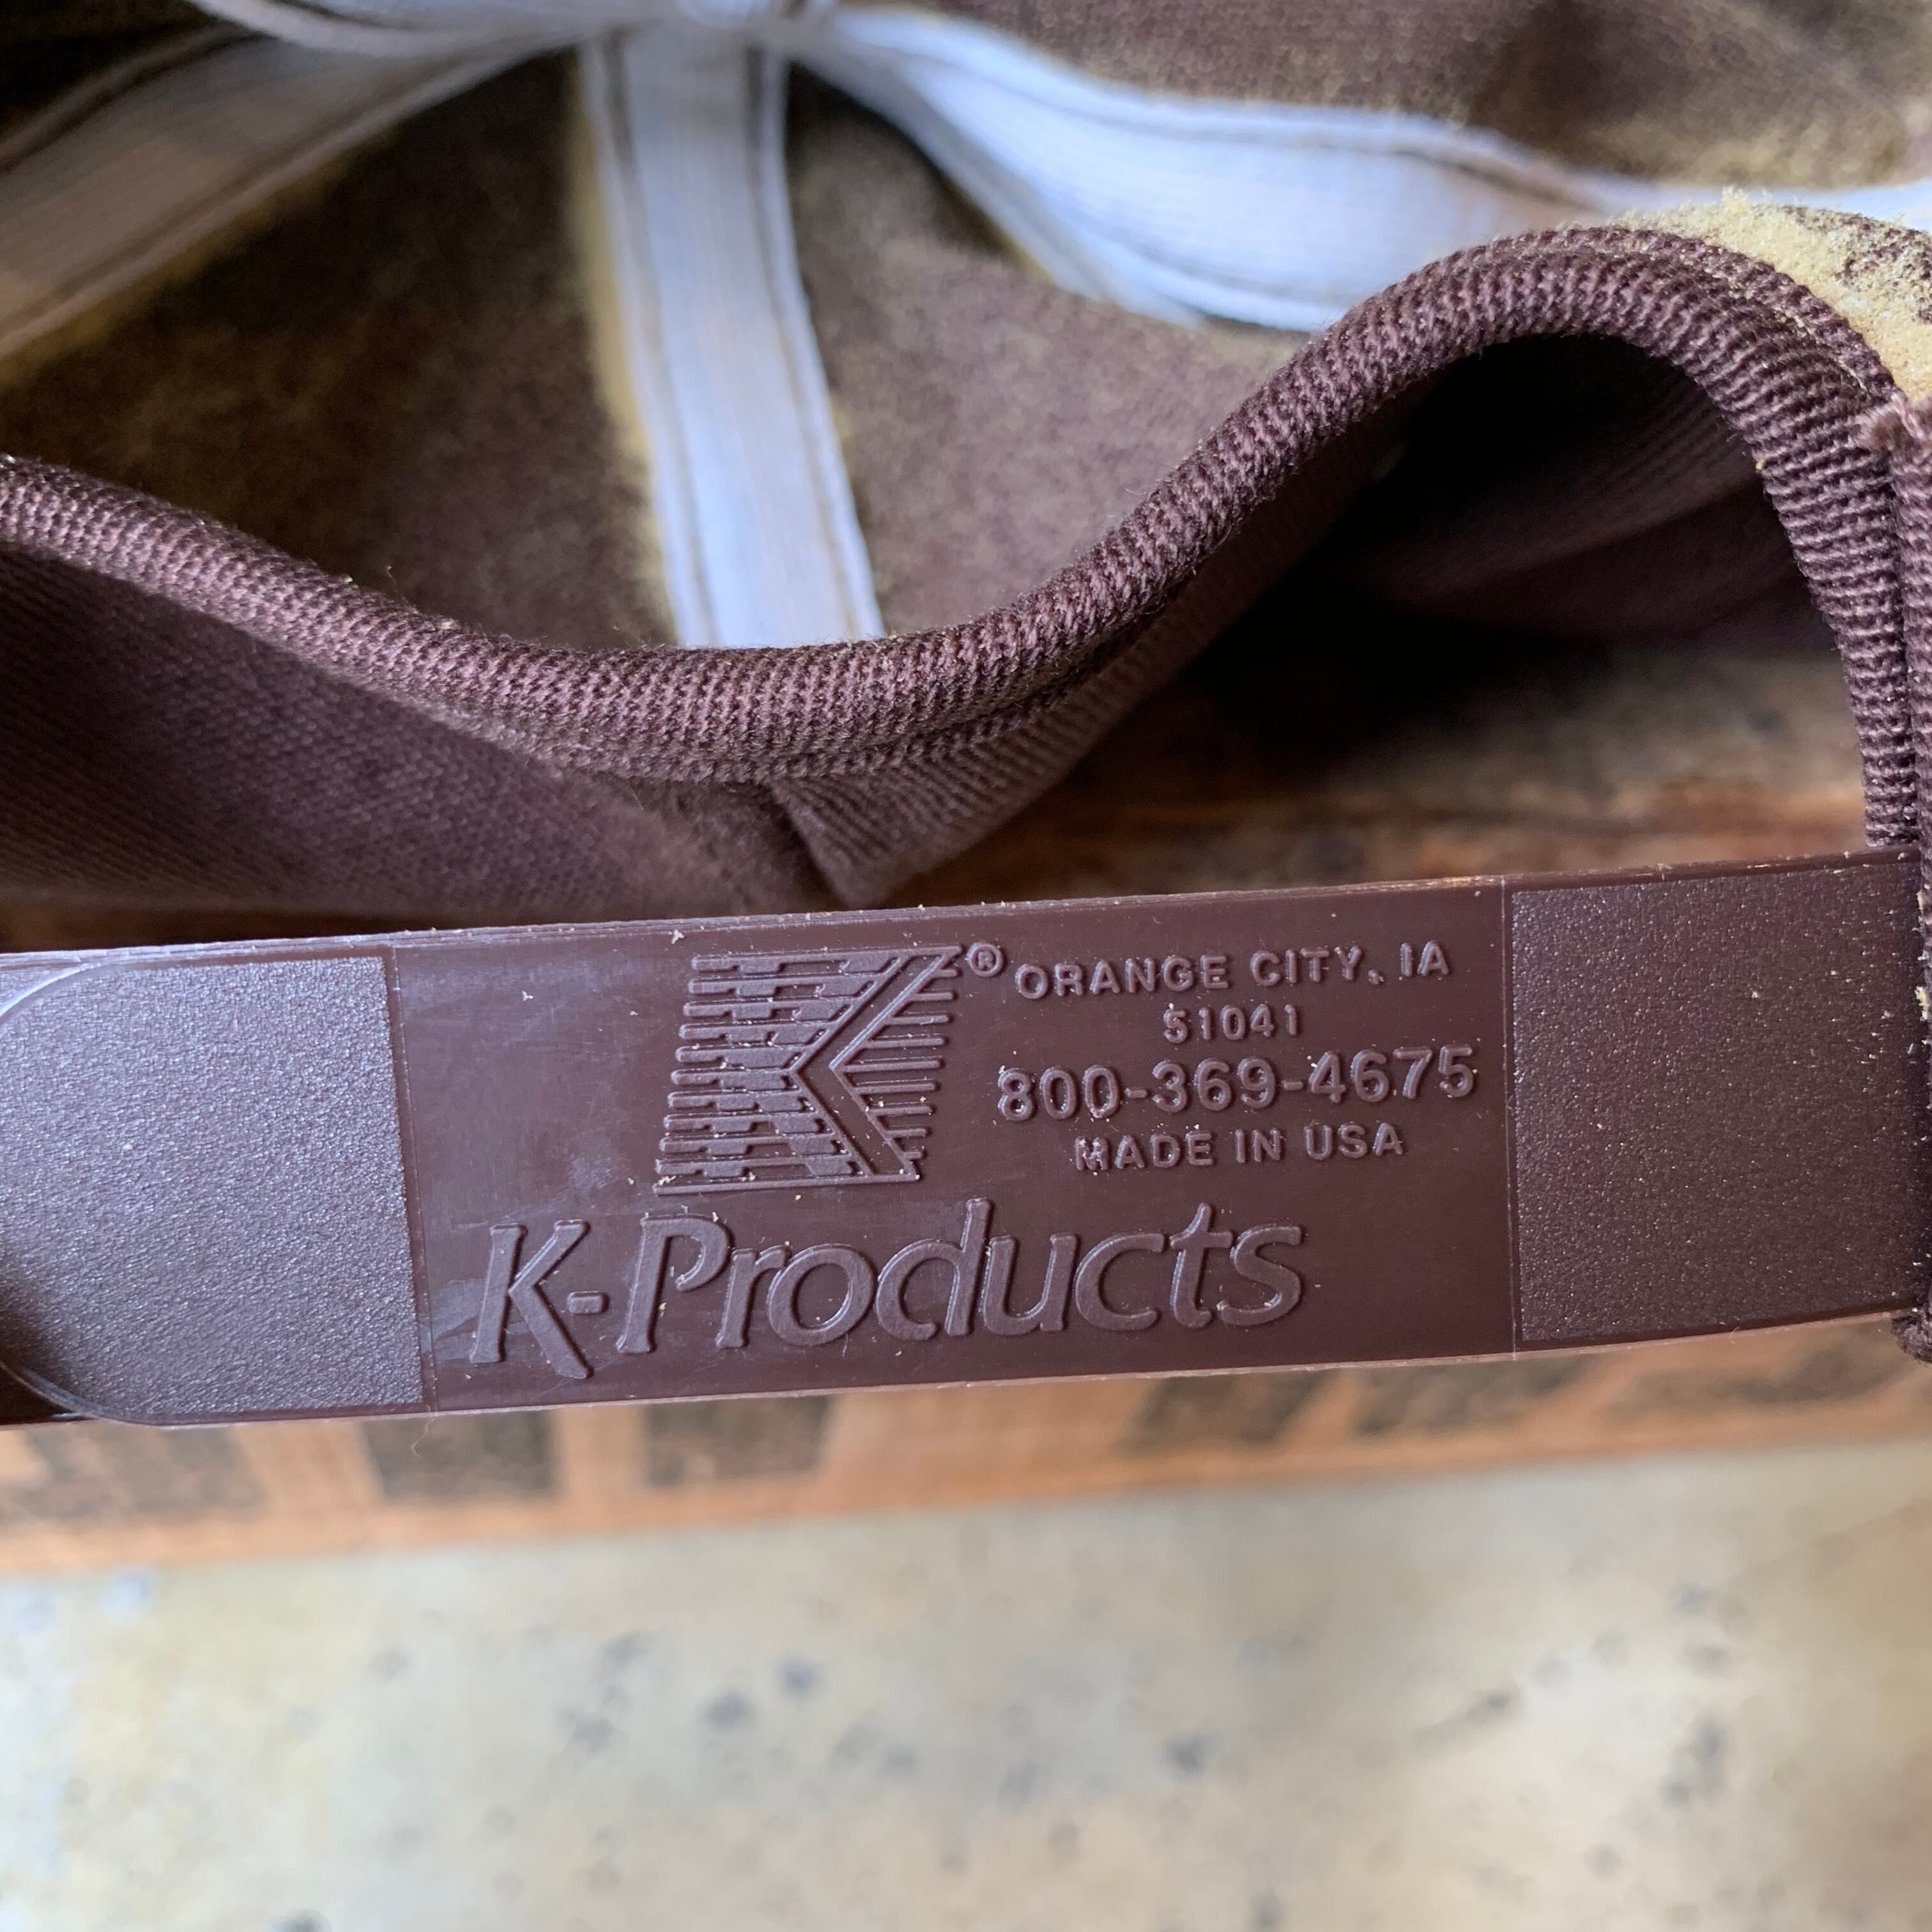 K® ORANGE CITY, IA
51041
800-369-4675
MADE IN USA
K-Products